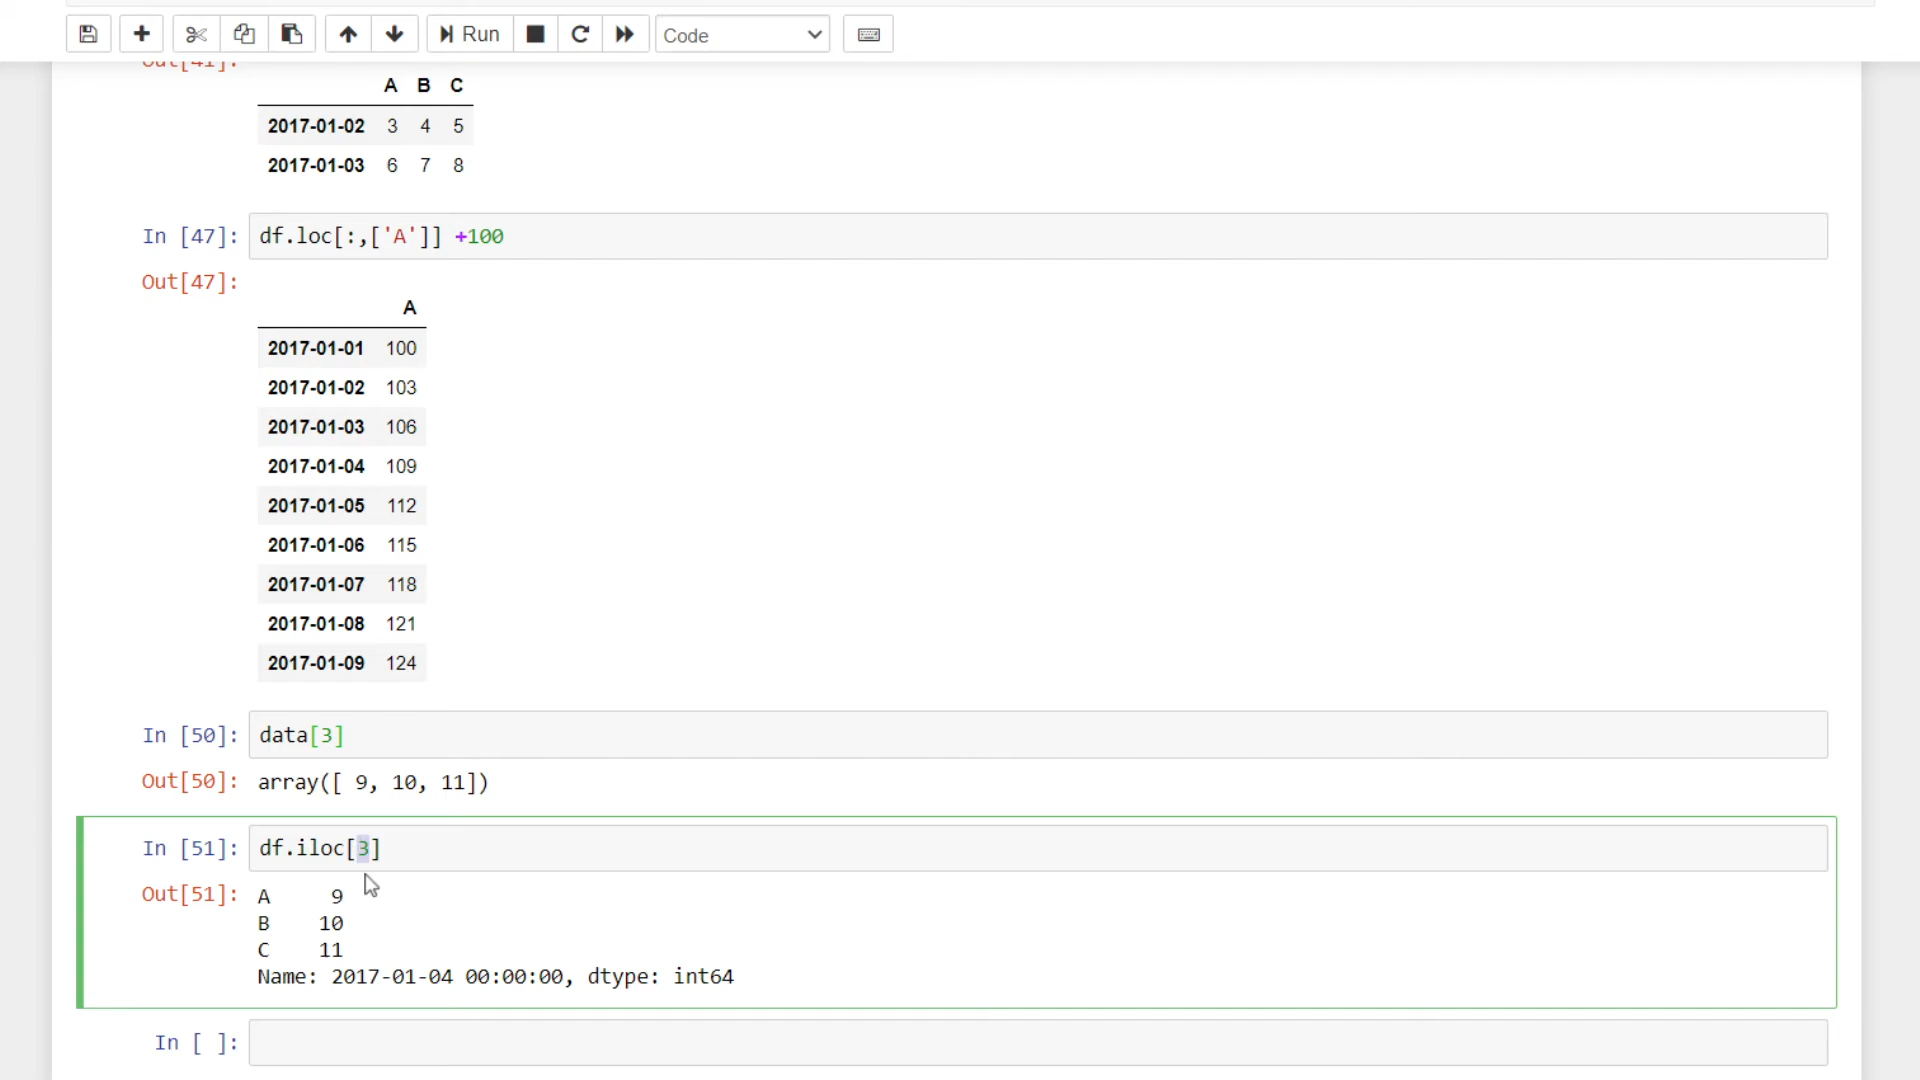 Run
Code
Out[41]:
A B C
2017-01-02 3 4 5
2017-01-03 6 7 8
In [47]: df.loc[:,['A']] +100
Out[47]:
A
2017-01-01 100
2017-01-02 103
2017-01-03 106
2017-01-04 109
2017-01-05 112
2017-01-06 115
2017-01-07 118
2017-01-08 121
2017-01-09 124
In [50]: data[3]
Out[50]: array([ 9, 10, 11])
In [51]: df.iloc[3]
Out[51]: A 9
B 10
C 11
Name: 2017-01-04 00:00:00, dtype: int64
In [ ]: